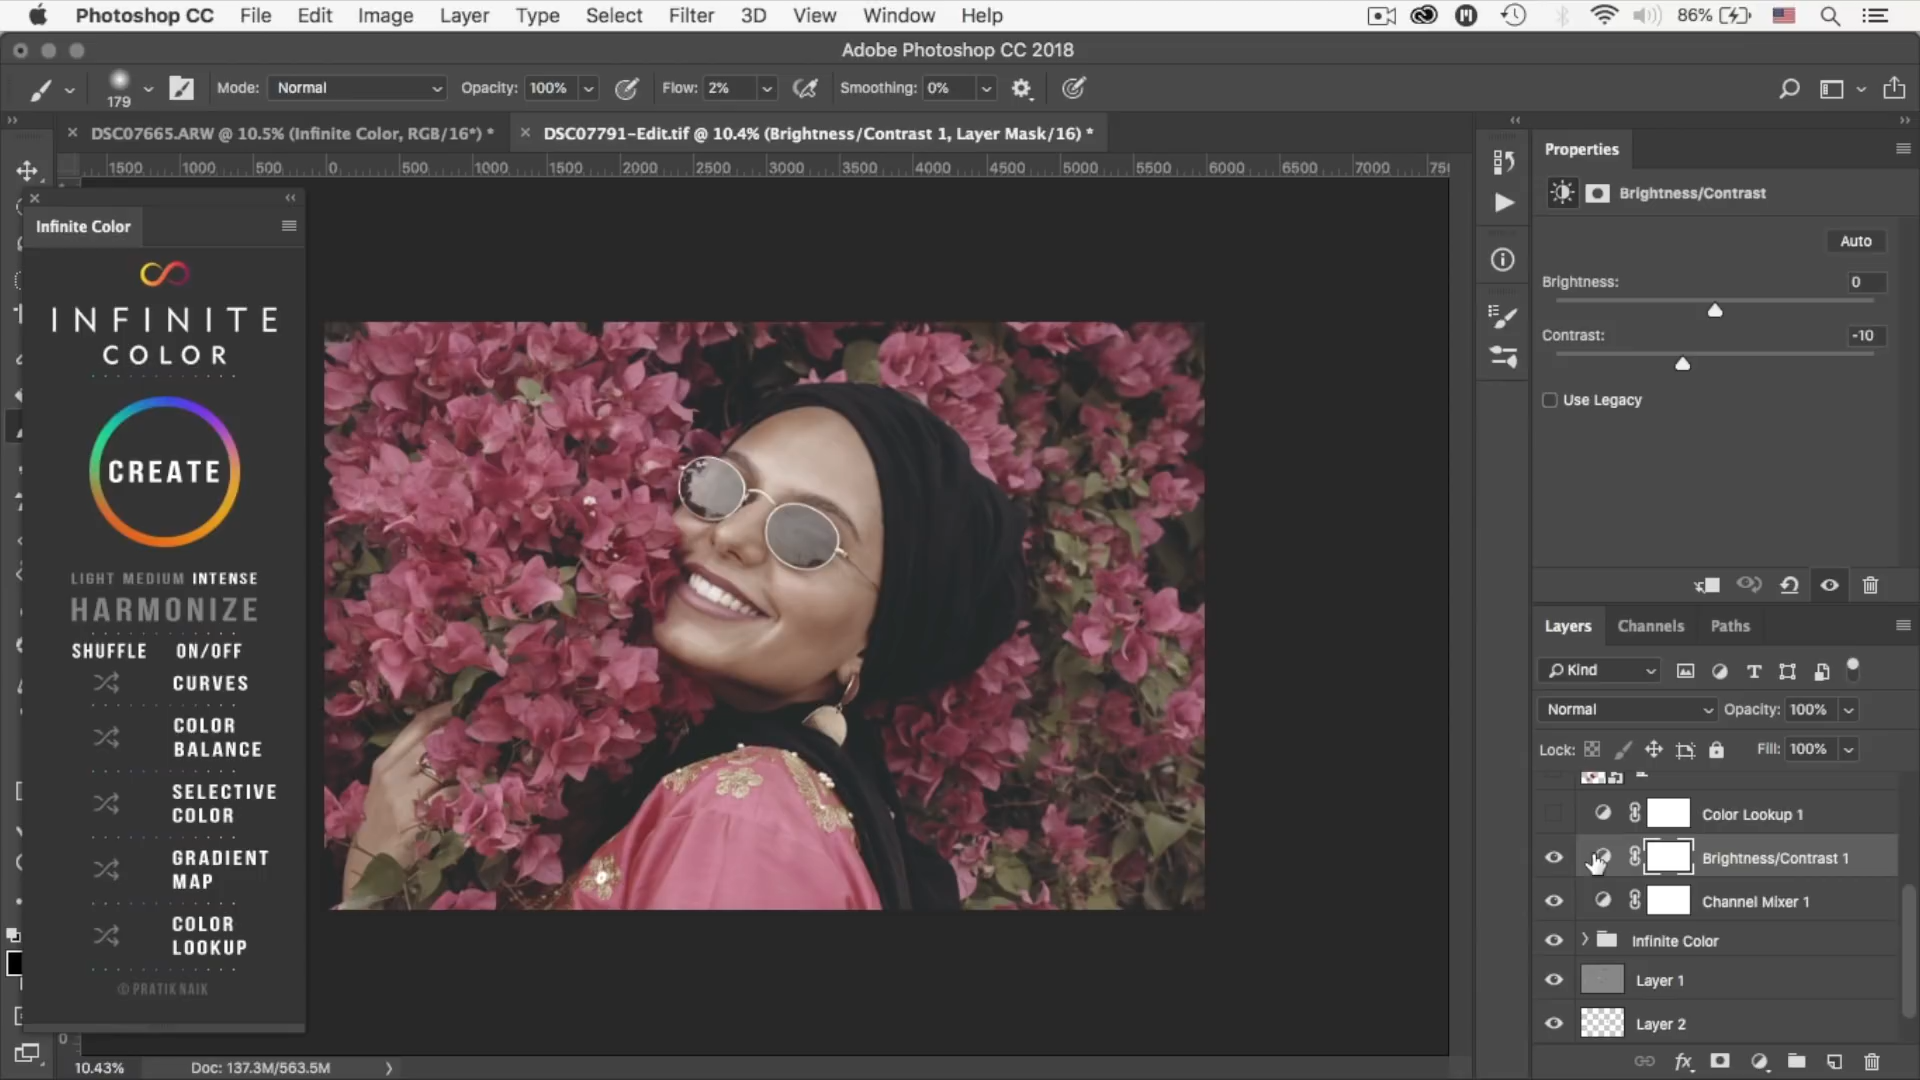 Photoshop CC File Edit Image Layer Type Select Filter 3D View Window Help 86%
Adobe Photoshop CC 2018
179 Mode: Normal Opacity: 100% Flow: 2% Smoothing: 0%
DSC07665.ARW @ 10.5% (Infinite Color, RGB/16*) * DSC07791-Edit.tif @ 10.4% (Brightness/Contrast 1, Layer Mask/16) *
1500 1000 500 0 500 1000 1500 2000 2500 3000 3500 4000 4500 5000 5500 6000 6500 7000
Infinite Color
INFINITE
COLOR
CREATE
LIGHT MEDIUM INTENSE
HARMONIZE
SHUFFLE ON/OFF
CURVES
COLOR
BALANCE
SELECTIVE
COLOR
GRADIENT
MAP
COLOR
LOOKUP
© PRATIK NAIK
0
10.43% Doc: 137.3M/563.5M
Properties
Brightness/Contrast
Auto
Brightness: 0
Contrast: -10
Use Legacy
Layers Channels Paths
Kind
Normal Opacity: 100%
Lock: Fill: 100%
Color Lookup 1
Brightness/Contrast 1
Channel Mixer 1
Infinite Color
Layer 1
Layer 2
fx